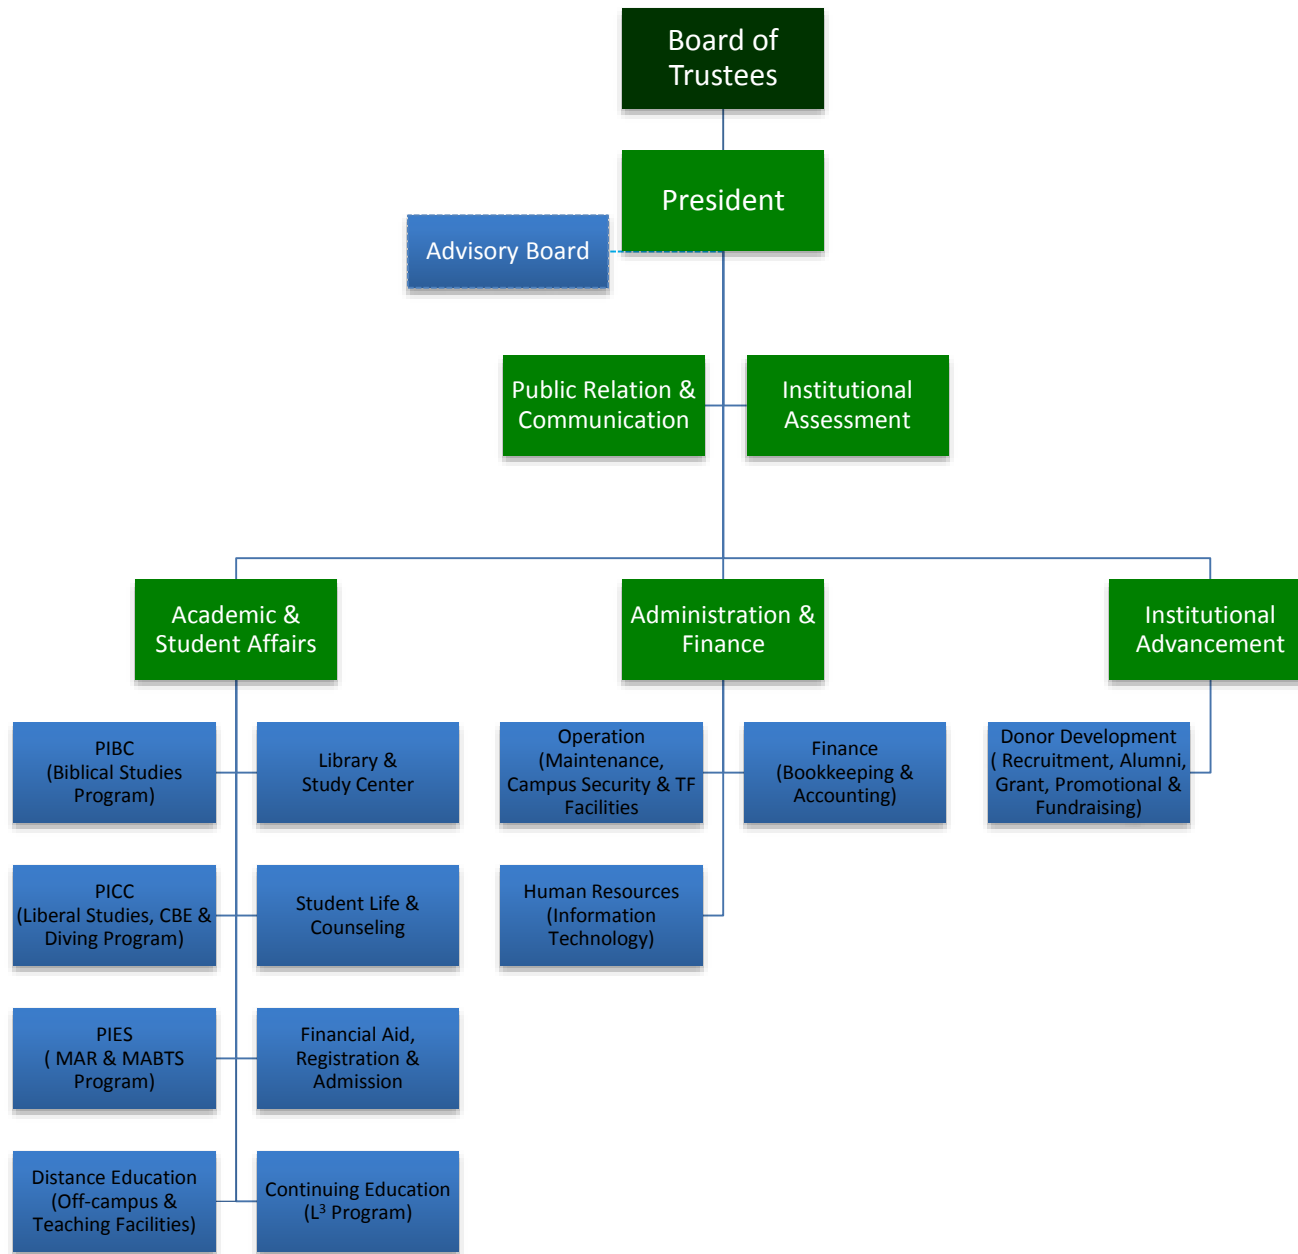 Board of
Trustees
President
Advisory Board
Public Relation &
Communication
Institutional
Assessment
Academic &
Student Affairs
Administration &
Finance
Institutional
Advancement
PIBC
(Biblical Studies
Program)
Library &
Study Center
Operation
(Maintenance,
Campus Security & TF
Facilities
Finance
(Bookkeeping &
Accounting)
Donor Development
( Recruitment, Alumni,
Grant, Promotional &
Fundraising)
PICC
(Liberal Studies, CBE &
Diving Program)
Student Life &
Counseling
Human Resources
(Information
Technology)
PIES
( MAR & MABTS
Program)
Financial Aid,
Registration &
Admission
Distance Education
(Off-campus &
Teaching Facilities)
Continuing Education
(L³ Program)